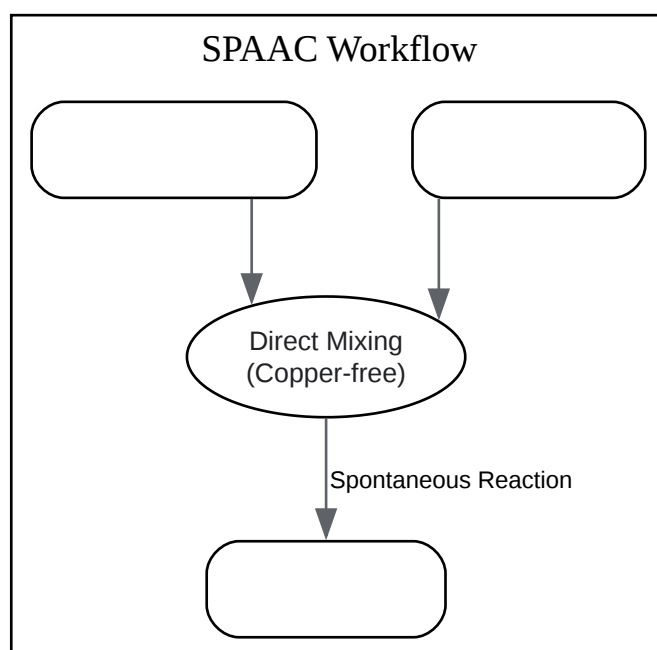 SPAAC Workflow
Direct Mixing
(Copper-free)
Spontaneous Reaction